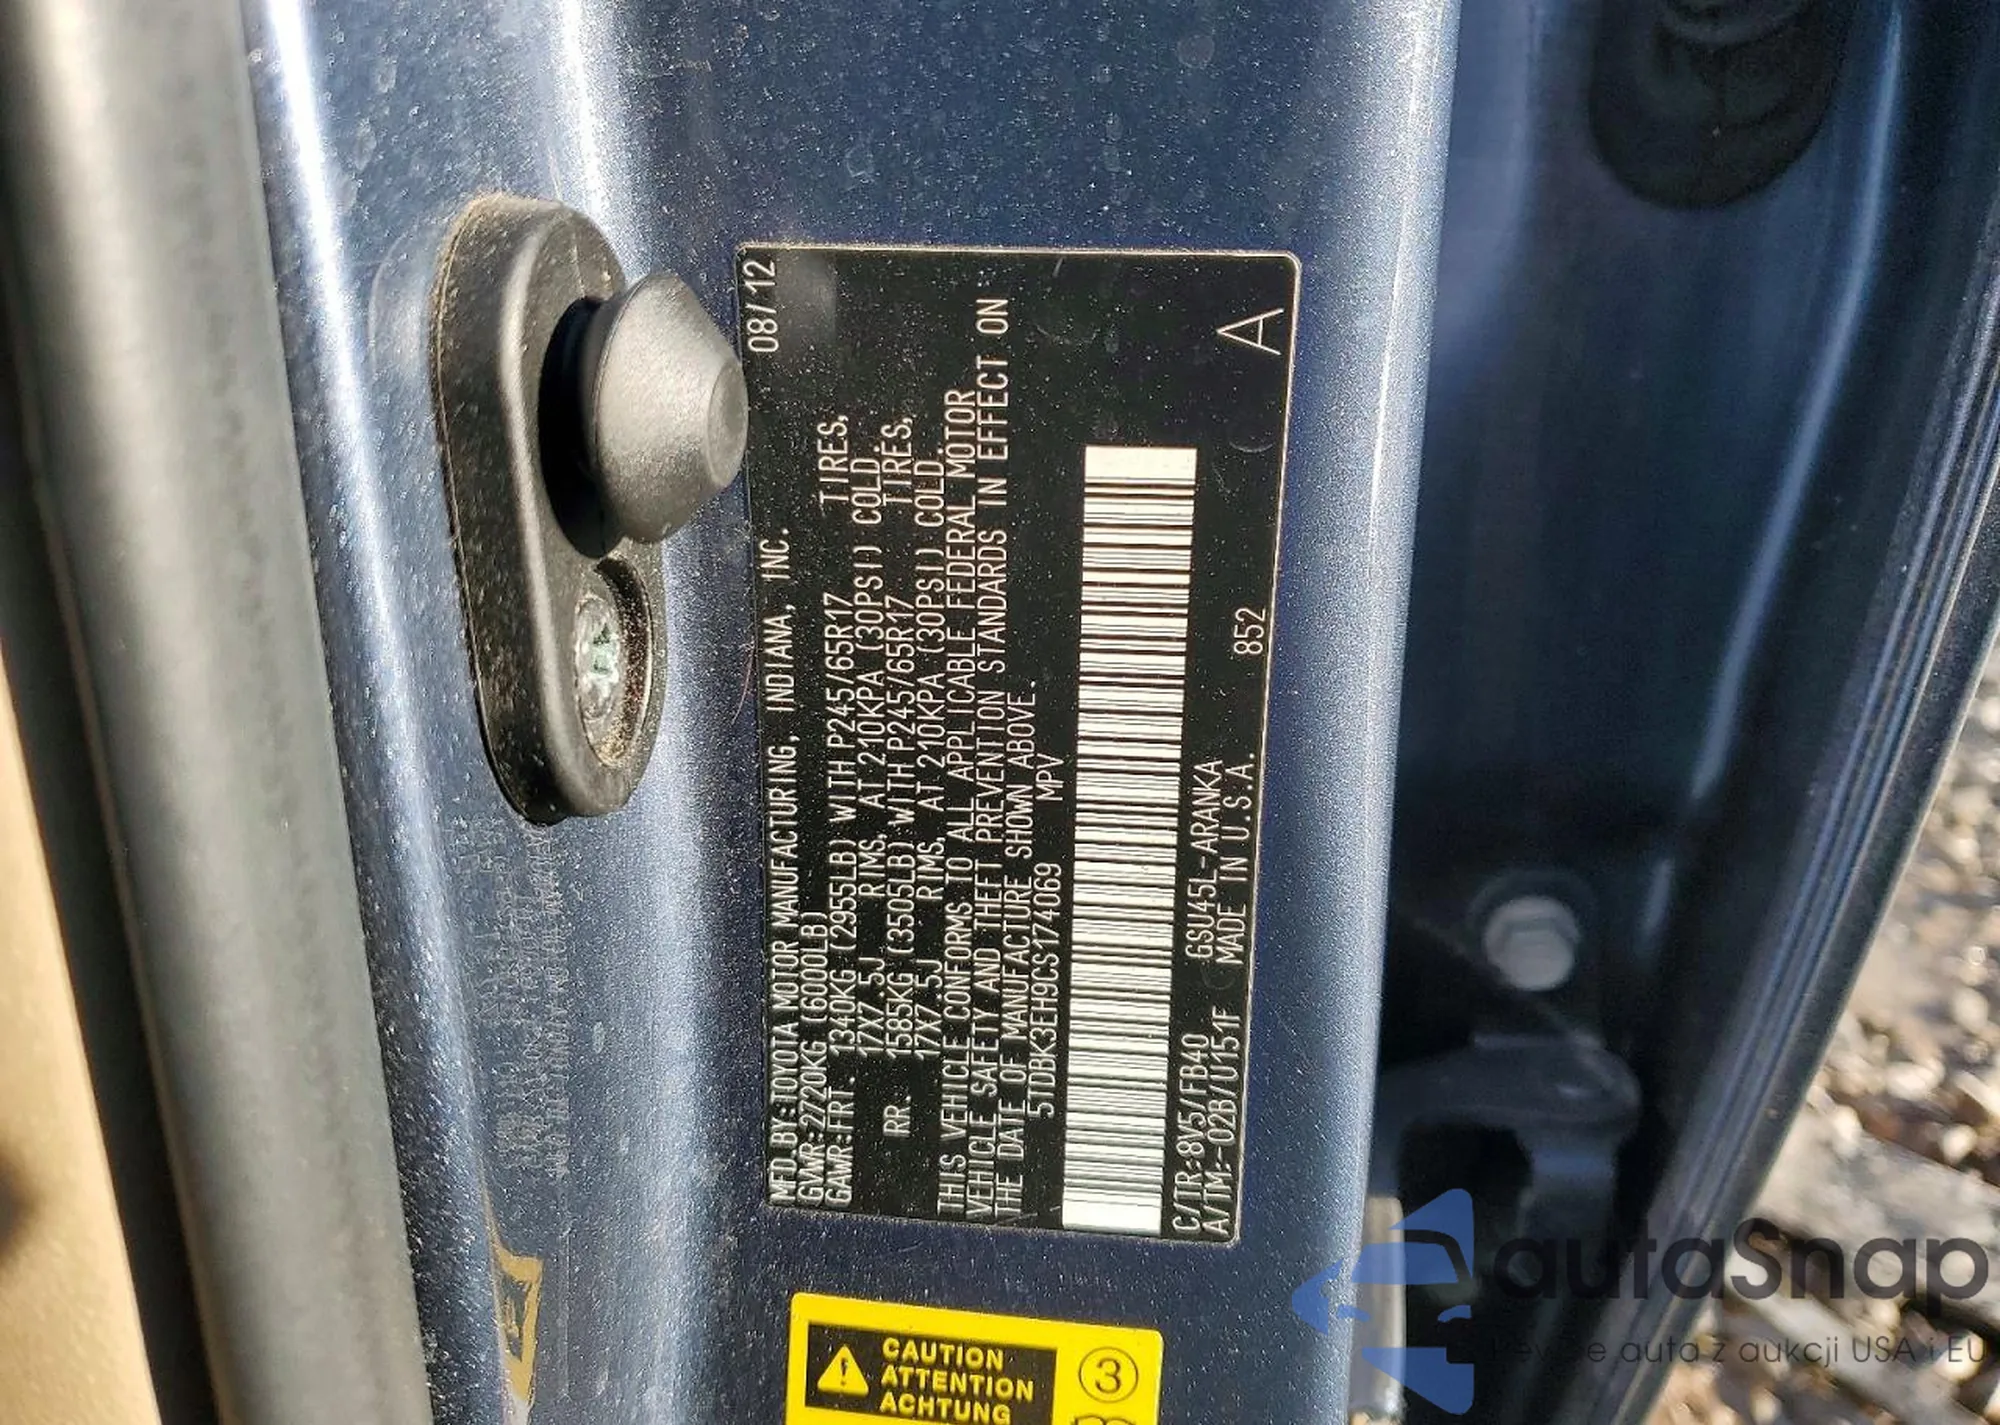 MFD.BY:TOYOTA MOTOR MANUFACTURING, INDIANA, INC. 08/12
GVWR:2720KG (6000LB)
GAWR:FRT. 1340KG (2955LB) WITH P245/65R17 TIRES,
17X7.5J RIMS, AT 210KPA (30PSI) COLD.
RR. 1585KG (3505LB) WITH P245/65R17 TIRES,
17X7.5J RIMS, AT 210KPA (30PSI) COLD.
THIS VEHICLE CONFORMS TO ALL APPLICABLE FEDERAL MOTOR
VEHICLE SAFETY AND THEFT PREVENTION STANDARDS IN EFFECT ON
THE DATE OF MANUFACTURE SHOWN ABOVE.
5TDBK3EH9CS174069 MPV
C/TR:8V5/FB40 GSU45L-ARANKA
A/TM:-02B/U151F MADE IN U.S.A. 852 A
CAUTION
ATTENTION
ACHTUNG
3
autaSnap
auta z aukcji USA i EU